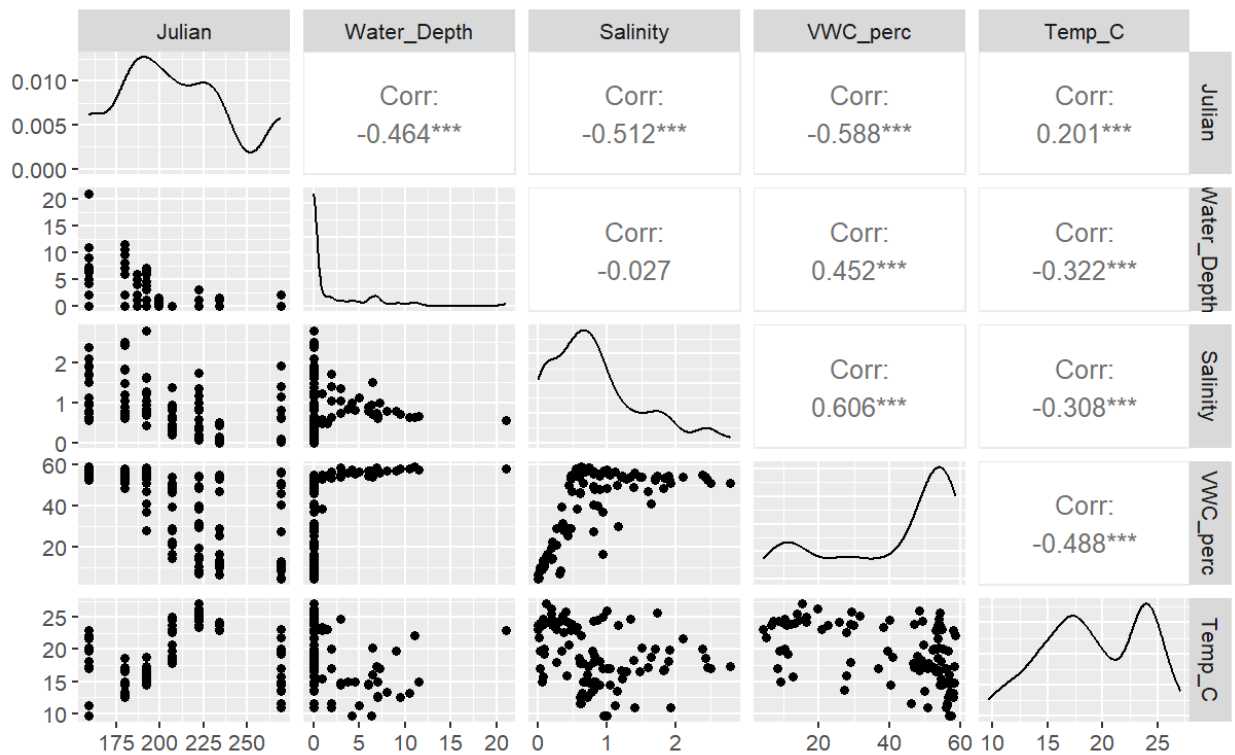 Julian Water_Depth Salinity VWC_perc Temp_C
0.010
0.005
0.000
Corr:
-0.464***
Corr:
-0.512***
Corr:
-0.588***
Corr:
0.201***
Julian
20
15
10
5
0
Corr:
-0.027
Corr:
0.452***
Corr:
-0.322***
Water_Depth
2
1
0
Corr:
0.606***
Corr:
-0.308***
Salinity
60
40
20
Corr:
-0.488***
VWC_perc
25
20
15
10
Temp_C
175 200 225 250 0 5 10 15 20 0 1 2 20 40 60 10 15 20 25